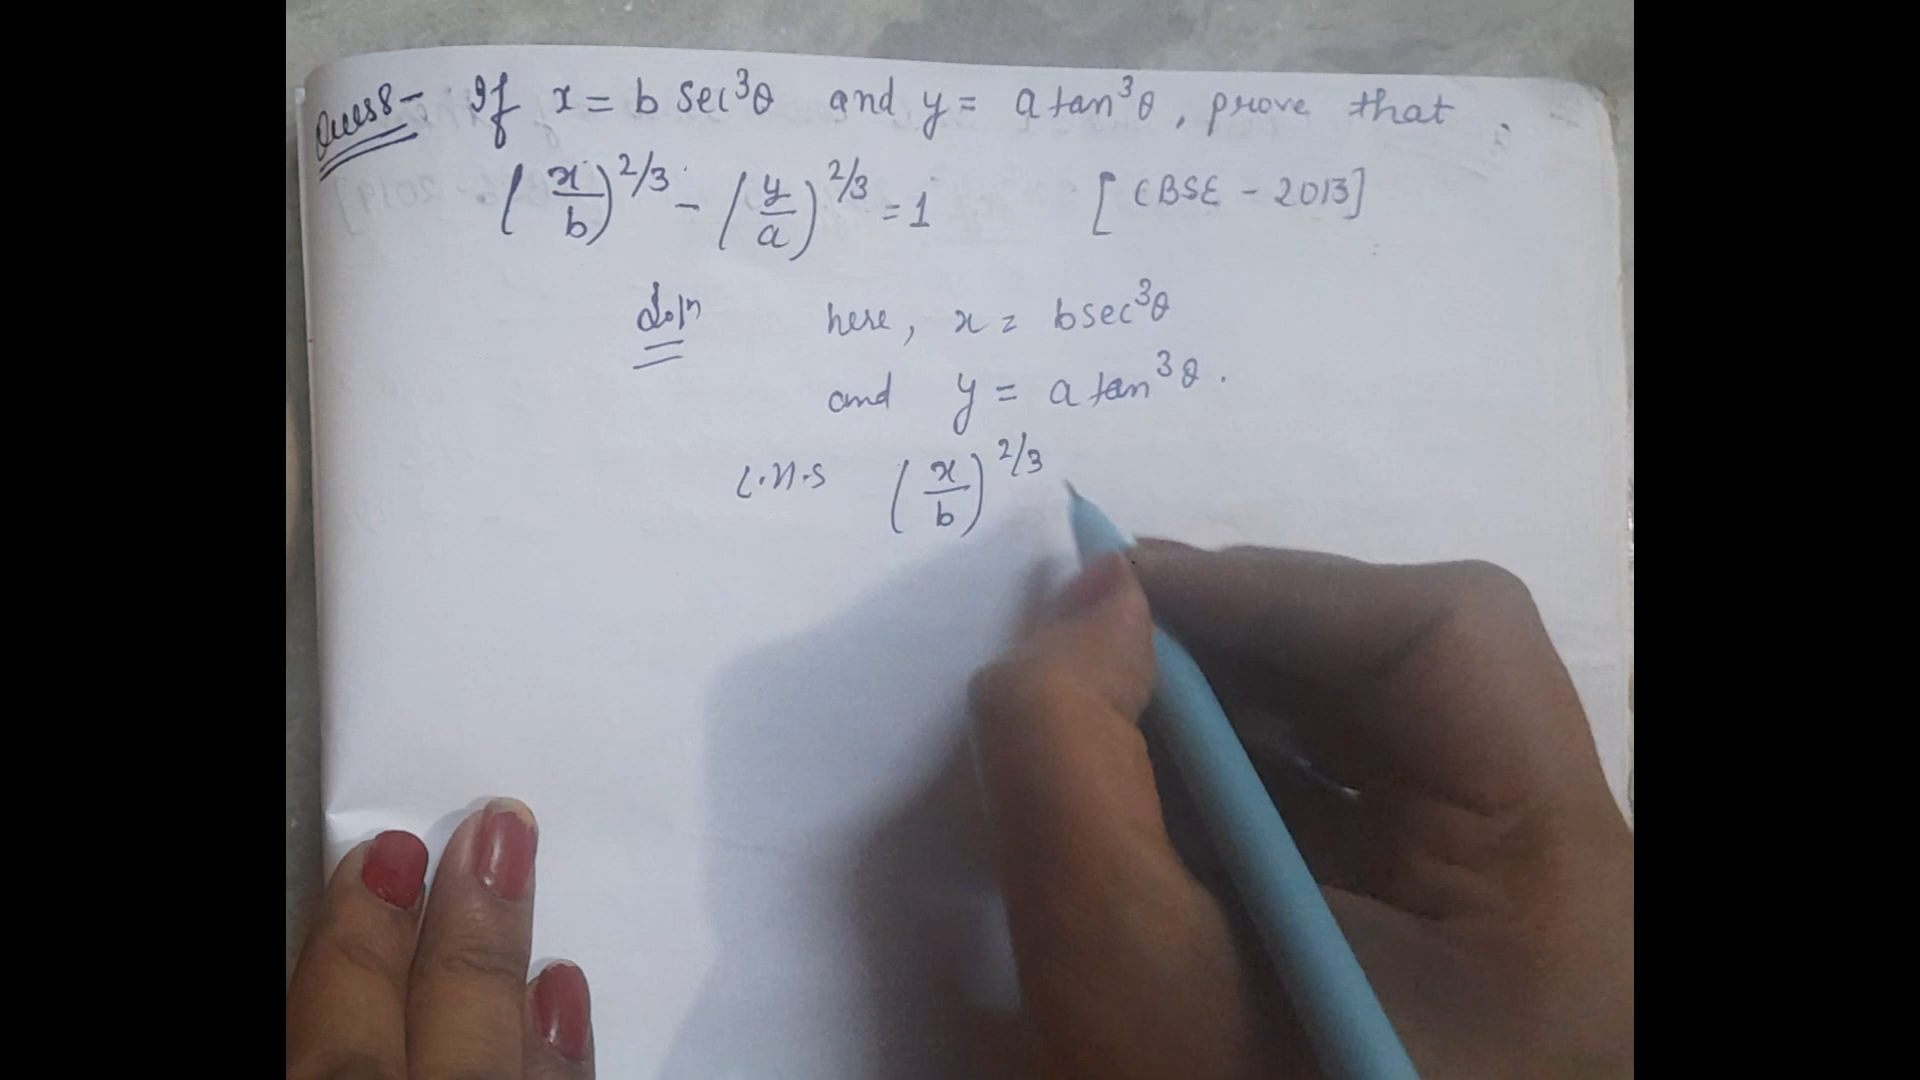 Ques8- If x = b sec³θ and y = a tan³θ, prove that
(x/b)^2/3 - (y/a)^2/3 = 1 [CBSE - 2013]
Soln here, x = b sec³θ
and y = a tan³θ.
L.H.S (x/b)^2/3